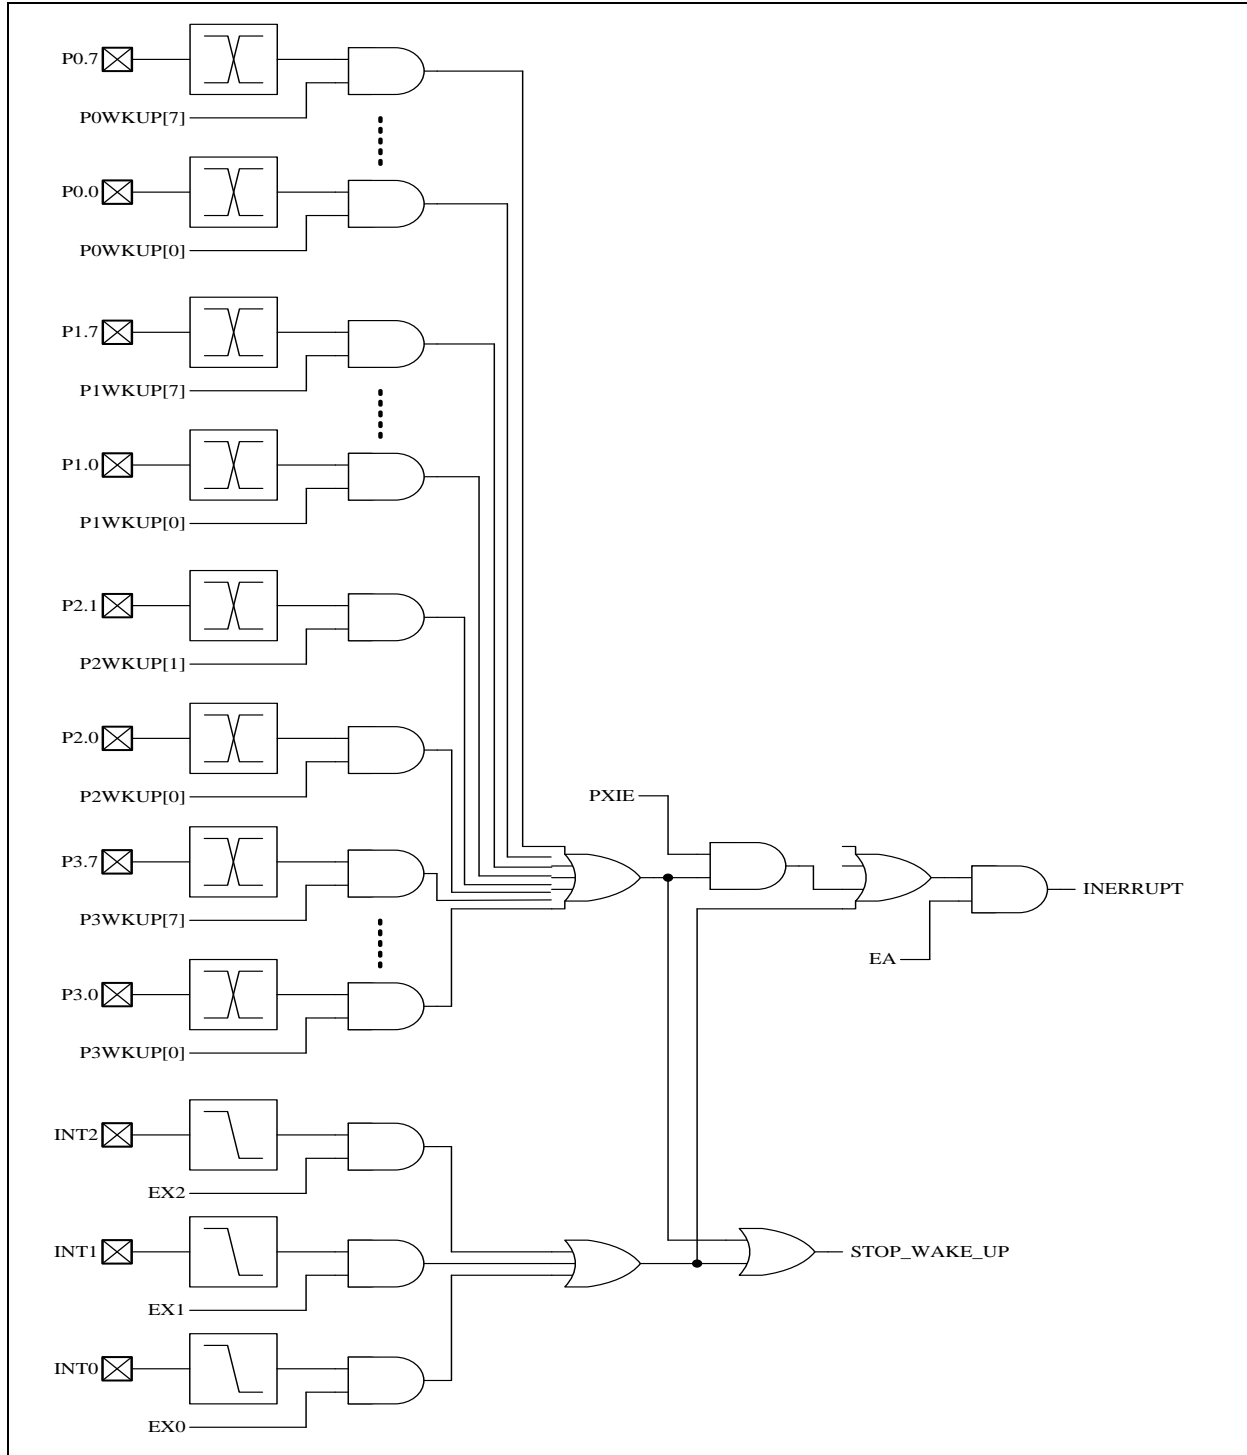 P0.7
P0WKUP[7]
P0.0
P0WKUP[0]
P1.7
P1WKUP[7]
P1.0
P1WKUP[0]
P2.1
P2WKUP[1]
P2.0
P2WKUP[0]
PXIE
P3.7
INERRUPT
P3WKUP[7]
EA
P3.0
P3WKUP[0]
INT2
EX2
INT1
STOP_WAKE_UP
EX1
INT0
EX0